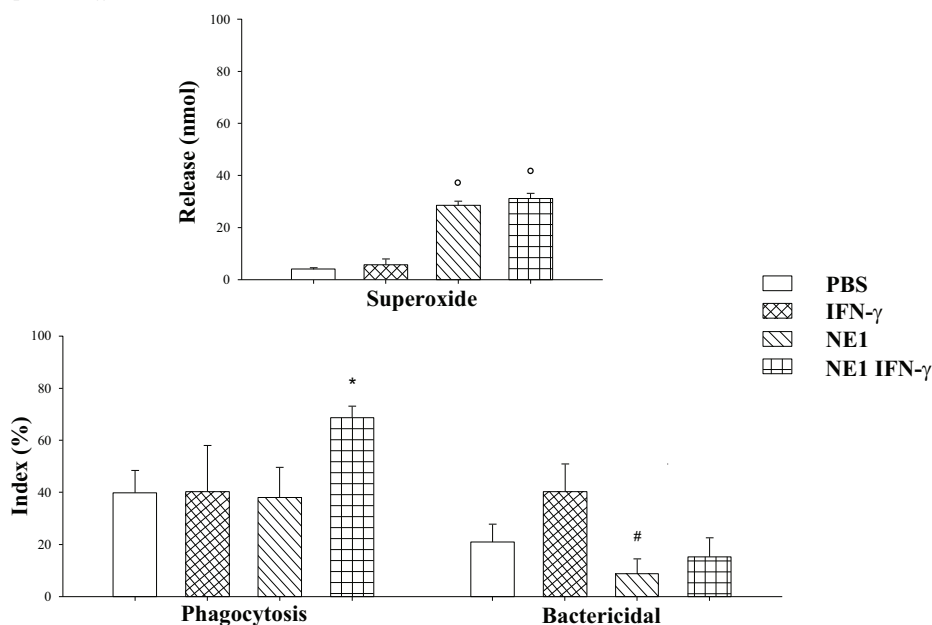 100
80
60
40
20
0
Release (nmol)
°
°
Superoxide
PBS
IFN-γ
NE1
NE1 IFN-γ
100
80
60
40
20
0
Index (%)
*
#
Phagocytosis
Bactericidal